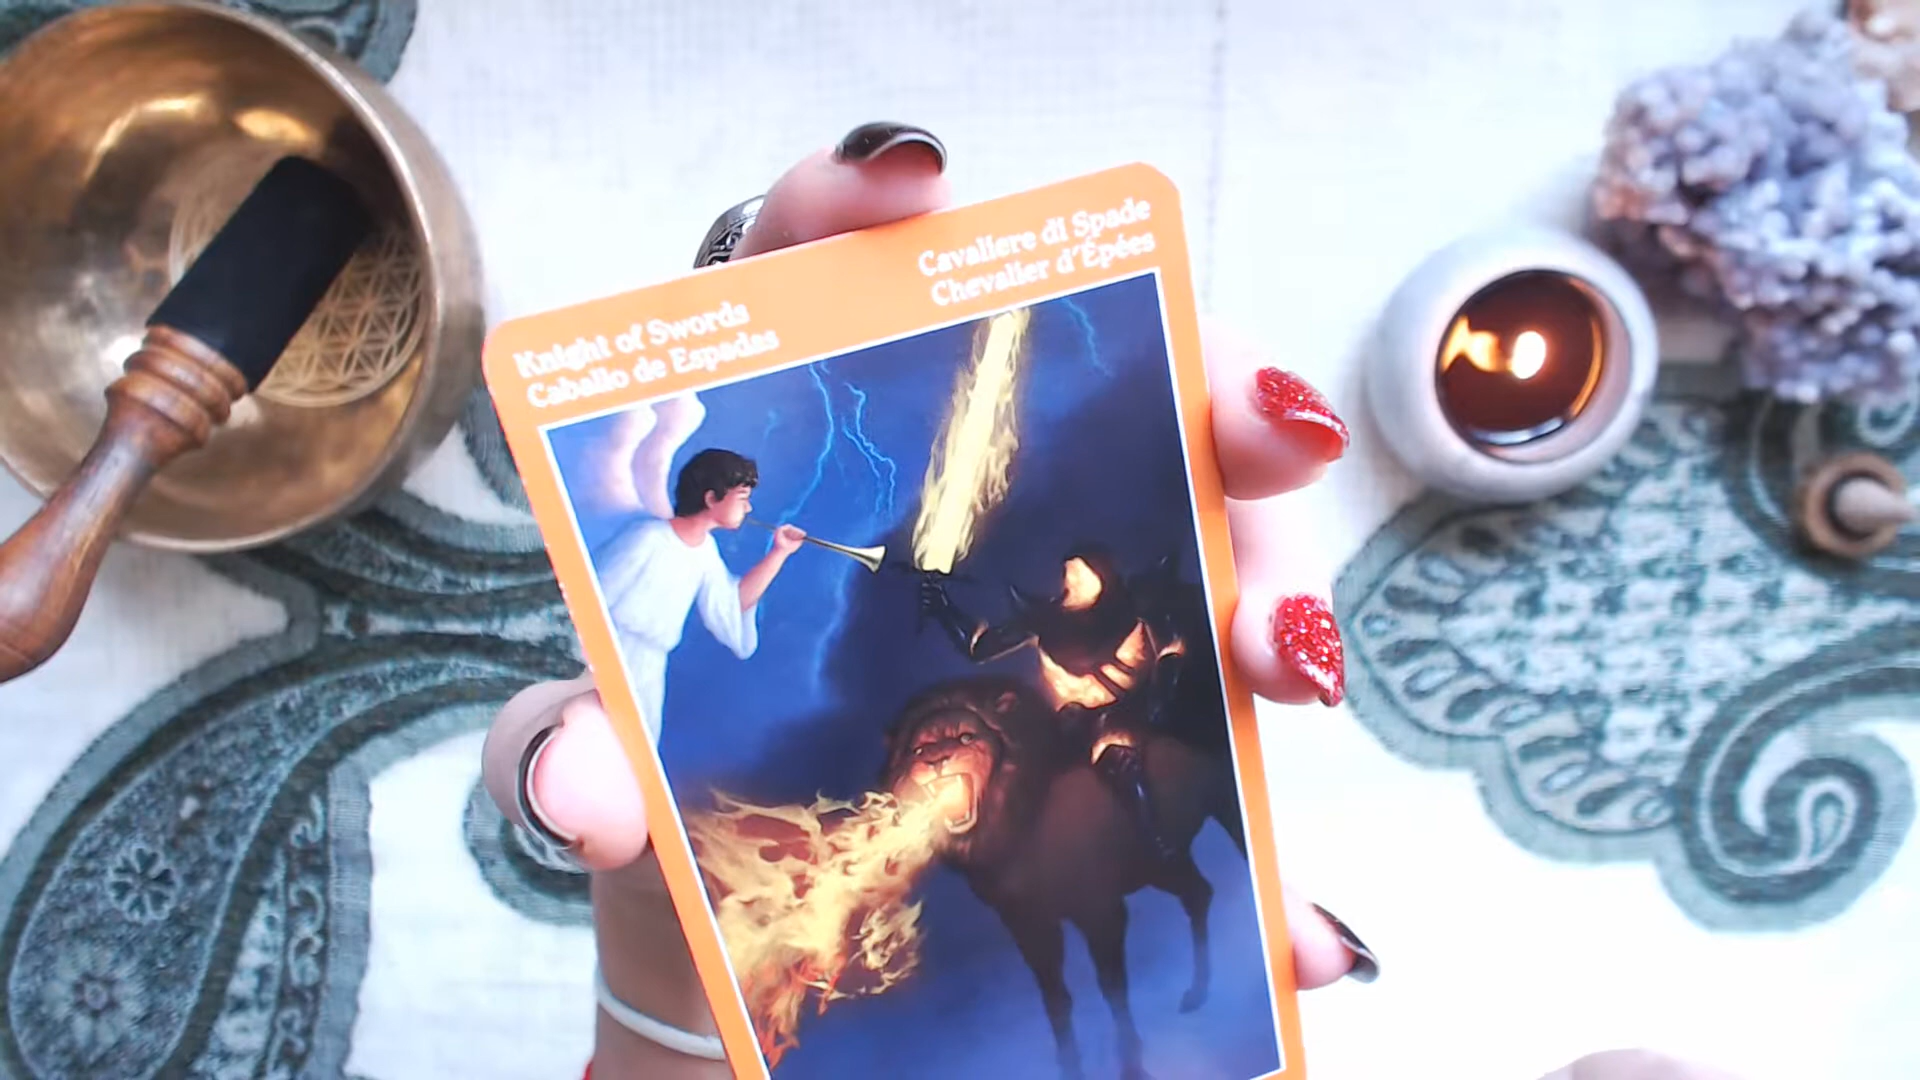 Knight of Swords
Caballo de Espadas
Cavaliere di Spade
Chevalier d'Épées